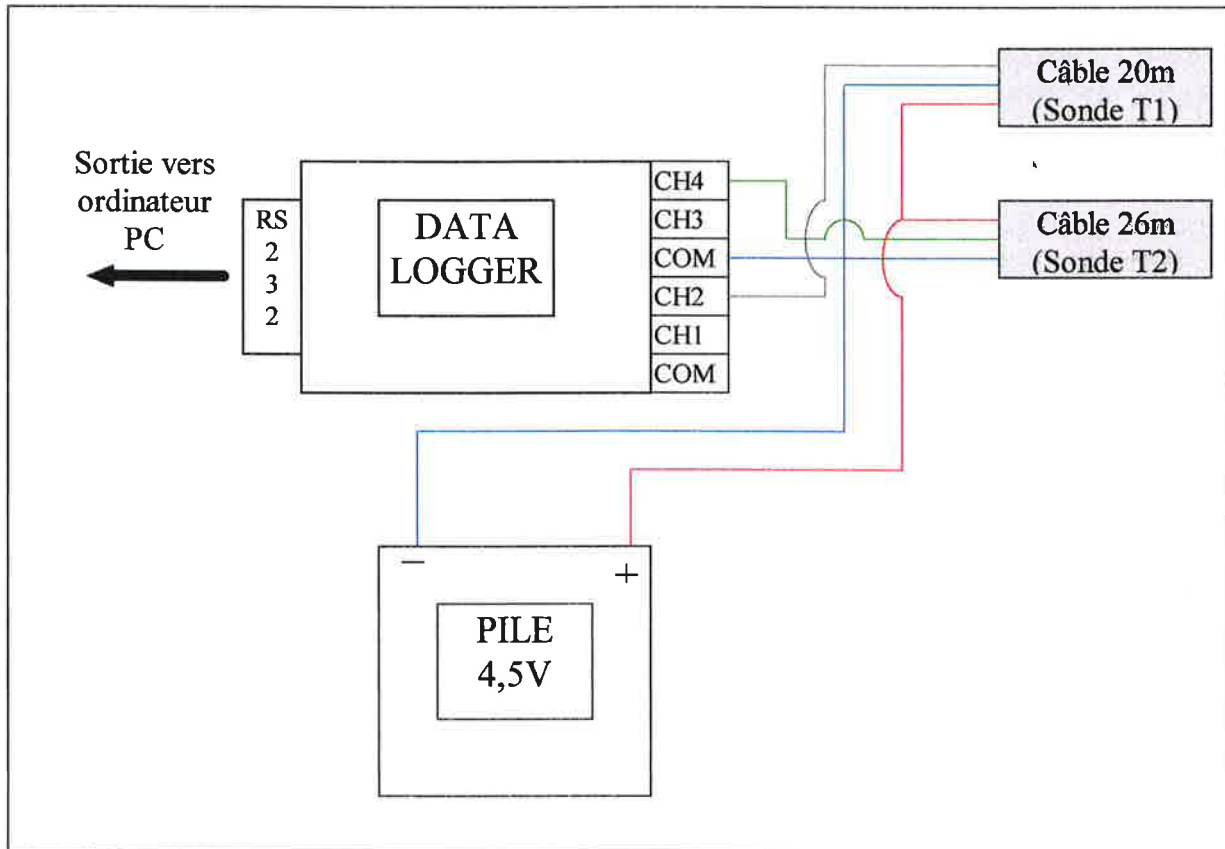 Câble 20m
(Sonde T1)
Sortie vers
ordinateur
PC
RS
2
3
2
DATA
LOGGER
CH4
CH3
COM
CH2
CH1
COM
Câble 26m
(Sonde T2)
−
+
PILE
4,5V